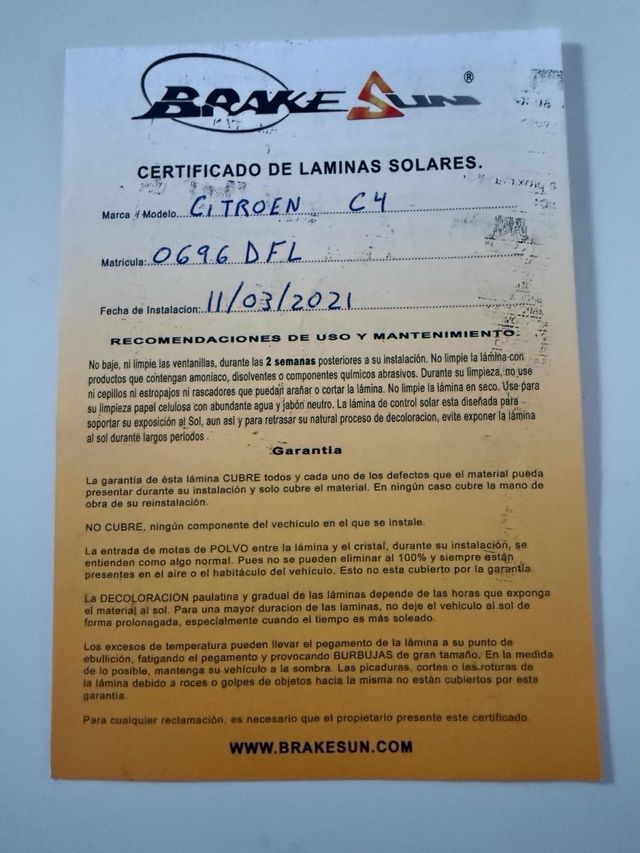 BRAKE SUN ®
CERTIFICADO DE LAMINAS SOLARES.
Marca / Modelo... CITROEN C4
Matricula: 0696 DFL
Fecha de Instalacion: 11/03/2021
RECOMENDACIONES DE USO Y MANTENIMIENTO
No baje, ni limpie las ventanillas, durante las 2 semanas posteriores a su instalación. No limpie la lámina con
productos que contengan amoniaco, disolventes o componentes químicos abrasivos. Durante su limpieza, no use
ni cepillos ni estropajos ni rascadores que puedan arañar o cortar la lámina. No limpie la lámina en seco. Use para
su limpieza papel celulosa con abundante agua y jabón neutro. La lámina de control solar esta diseñada para
soportar su exposición al Sol, aun asi y para retrasar su natural proceso de decoloracion, evite exponer la lámina
al sol durante largos periodos.
Garantia
La garantía de ésta lámina CUBRE todos y cada uno de los defectos que el material pueda
presentar durante su instalación y solo cubre el material. En ningún caso cubre la mano de
obra de su reinstalación.
NO CUBRE, ningún componente del vechículo en el que se instale.
La entrada de motas de POLVO entre la lámina y el cristal, durante su instalación, se
entienden como algo normal. Pues no se pueden eliminar al 100% y siempre están
presentes en el aire o el habitáculo del vehículo. Esto no esta cubierto por la garantía.
La DECOLORACION paulatina y gradual de las láminas depende de las horas que exponga
el material al sol. Para una mayor duracion de las laminas, no deje el vehiculo al sol de
forma prolonagada, especialmente cuando el tiempo es más soleado.
Los excesos de temperatura pueden llevar el pegamento de la lámina a su punto de
ebullición, fatigando el pegamento y provocando BURBUJAS de gran tamaño. En la medida
de lo posible, mantenga su vehículo a la sombra. Las picaduras, cortes o las roturas de
la lámina debido a roces o golpes de objetos hacia la misma no están cubiertos por esta
garantía.
Para cualquier reclamación, es necesario que el propietario presente este certificado.
WWW.BRAKESUN.COM